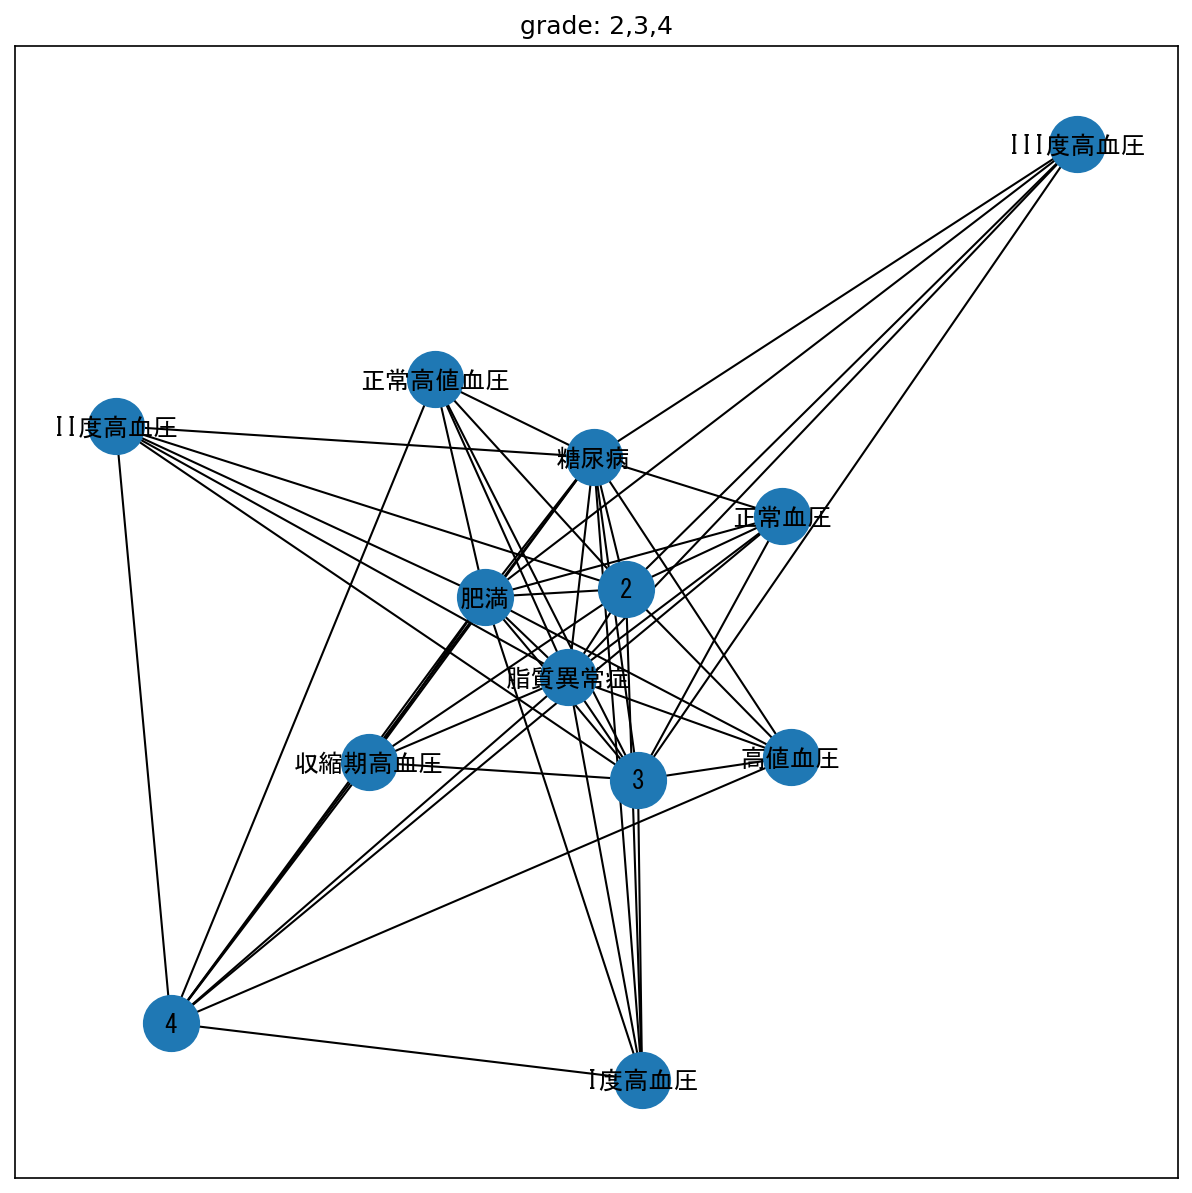 grade: 2,3,4
III度高血圧
正常高値血圧
II度高血圧
糖尿病
正常血圧
2
肥満
脂質異常症
高値血圧
収縮期高血圧
3
4
I度高血圧